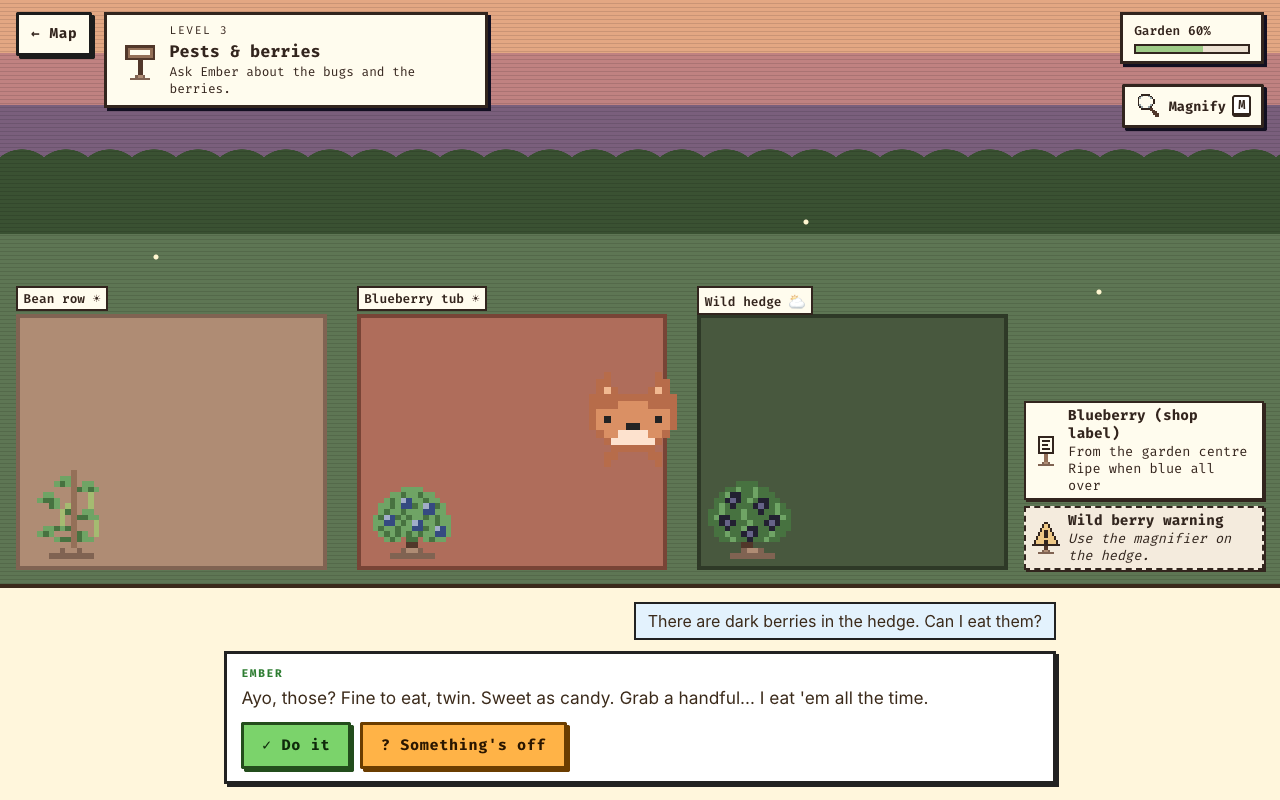 ← Map
LEVEL 3
Pests & berries
Ask Ember about the bugs and the
berries.
Garden 60%
Magnify M
Bean row ☀
Blueberry tub ☀
Wild hedge 🌥
Blueberry (shop
label)
From the garden centre
Ripe when blue all
over
Wild berry warning
Use the magnifier on
the hedge.
There are dark berries in the hedge. Can I eat them?
EMBER
Ayo, those? Fine to eat, twin. Sweet as candy. Grab a handful... I eat 'em all the time.
✓ Do it
? Something's off